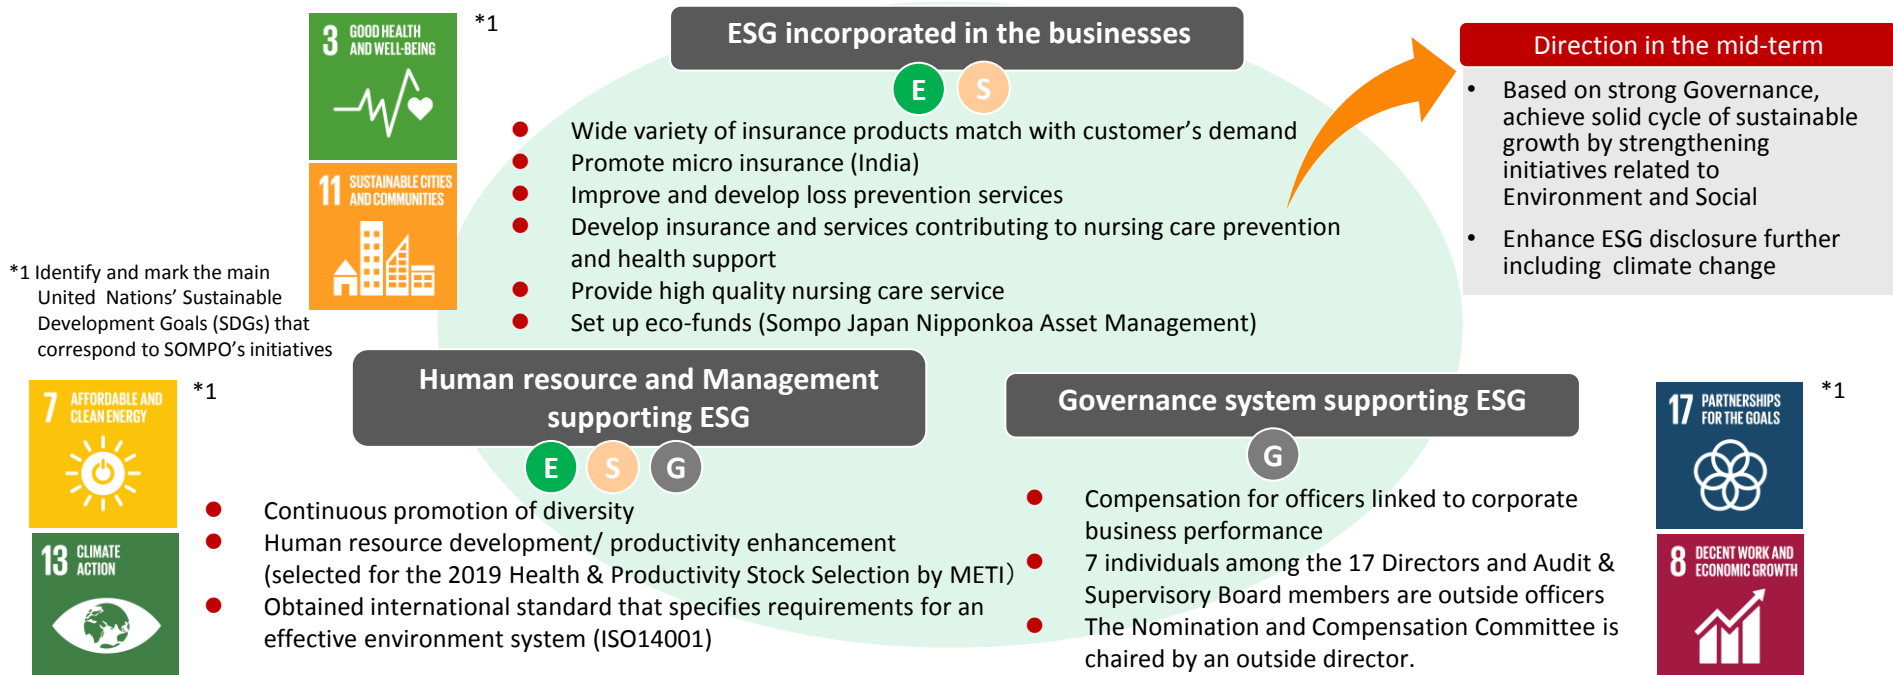 3 GOOD HEALTH
AND WELL-BEING
*1
ESG incorporated in the businesses
E S
● Wide variety of insurance products match with customer’s demand
● Promote micro insurance (India)
● Improve and develop loss prevention services
● Develop insurance and services contributing to nursing care prevention
and health support
● Provide high quality nursing care service
● Set up eco-funds (Sompo Japan Nipponkoa Asset Management)
Direction in the mid-term
• Based on strong Governance,
achieve solid cycle of sustainable
growth by strengthening
initiatives related to
Environment and Social
• Enhance ESG disclosure further
including climate change
11 SUSTAINABLE CITIES
AND COMMUNITIES
*1 Identify and mark the main
United Nations’ Sustainable
Development Goals (SDGs) that
correspond to SOMPO’s initiatives
7 AFFORDABLE AND
CLEAN ENERGY
*1
13 CLIMATE
ACTION
Human resource and Management
supporting ESG
E S G
● Continuous promotion of diversity
● Human resource development/ productivity enhancement
(selected for the 2019 Health & Productivity Stock Selection by METI）
● Obtained international standard that specifies requirements for an
effective environment system (ISO14001)
Governance system supporting ESG
G
● Compensation for officers linked to corporate
business performance
● 7 individuals among the 17 Directors and Audit &
Supervisory Board members are outside officers
● The Nomination and Compensation Committee is
chaired by an outside director.
17 PARTNERSHIPS
FOR THE GOALS
*1
8 DECENT WORK AND
ECONOMIC GROWTH